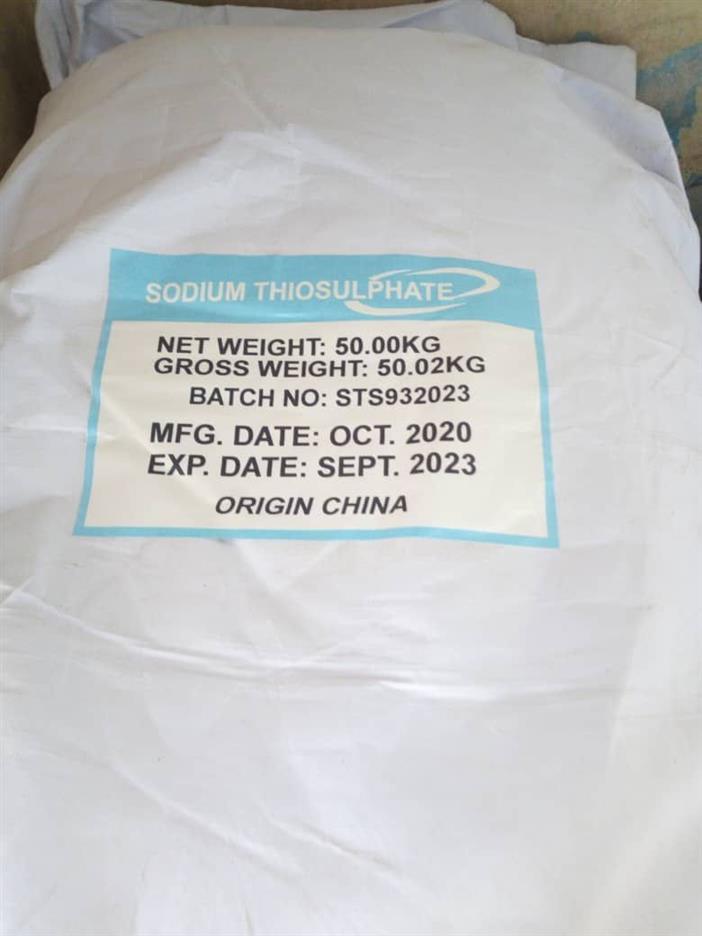 SODIUM THIOSULPHATE
NET WEIGHT: 50.00KG
GROSS WEIGHT: 50.02KG
BATCH NO: STS932023
MFG. DATE: OCT. 2020
EXP. DATE: SEPT. 2023
ORIGIN CHINA